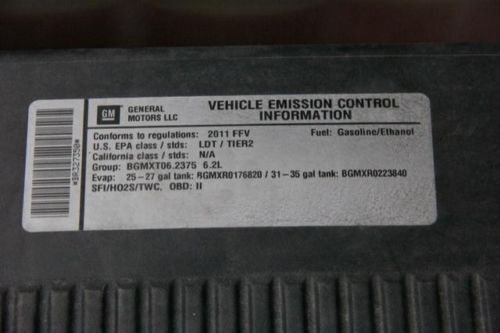 GM
GENERAL MOTORS LLC
VEHICLE EMISSION CONTROL INFORMATION
Conforms to regulations: 2011 FFV Fuel: Gasoline/Ethanol
U.S. EPA class / stds: LDT / TIER2
California class / stds: N/A
Group: BGMXT06.2375 6.2L
Evap: 25-27 gal tank: BGMXR0176820 / 31-35 gal tank: BGMXR0223840
SFI/HO2S/TWC, OBD: II
*BR327350*